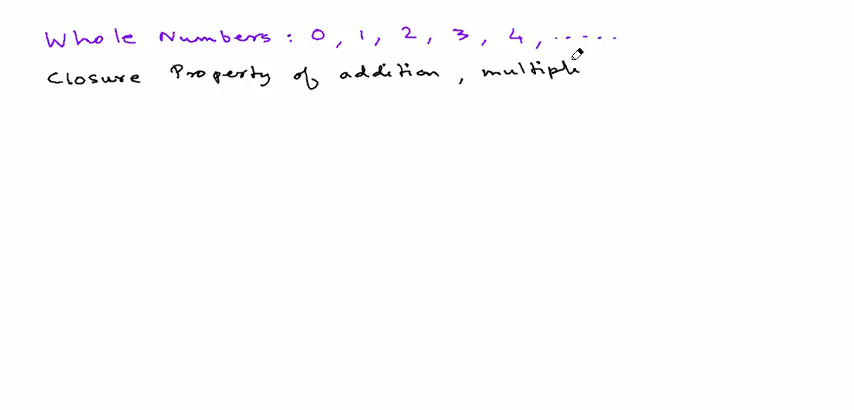 Whole Numbers : 0, 1, 2, 3, 4, .....
Closure Property of addition, multipli